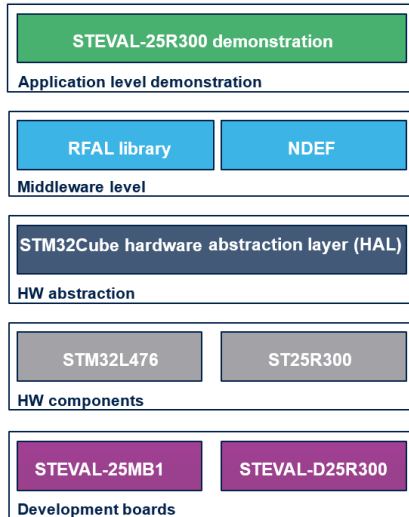 STEVAL-25R300 demonstration
Application level demonstration
RFAL library
NDEF
Middleware level
STM32Cube hardware abstraction layer (HAL)
HW abstraction
STM32L476
ST25R300
HW components
STEVAL-25MB1
STEVAL-D25R300
Development boards